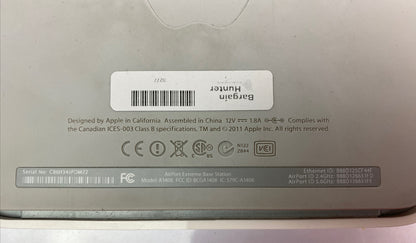 Bargain
Hunter
Designed by Apple in California. Assembled in China 12V ⎓ 1.8A Complies with
the Canadian ICES-003 Class B specifications, TM and © 2011 Apple Inc. All rights reserved.
N122
VCI
Serial No.:
AirPort Extreme Base Station
Model A1408 FCC ID: BCGA1408 IC: 579C-A1408
Ethernet ID:
AirPort ID 2.4GHz:
AirPort ID 5.0GHz: